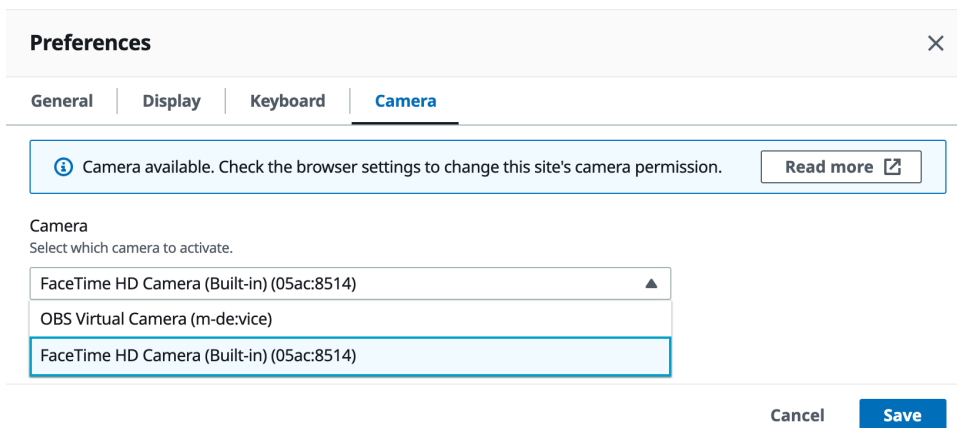 Preferences
General
Display
Keyboard
Camera
Camera available. Check the browser settings to change this site's camera permission.
Read more
Camera
Select which camera to activate.
FaceTime HD Camera (Built-in) (05ac:8514)
OBS Virtual Camera (m-de:vice)
FaceTime HD Camera (Built-in) (05ac:8514)
Cancel
Save